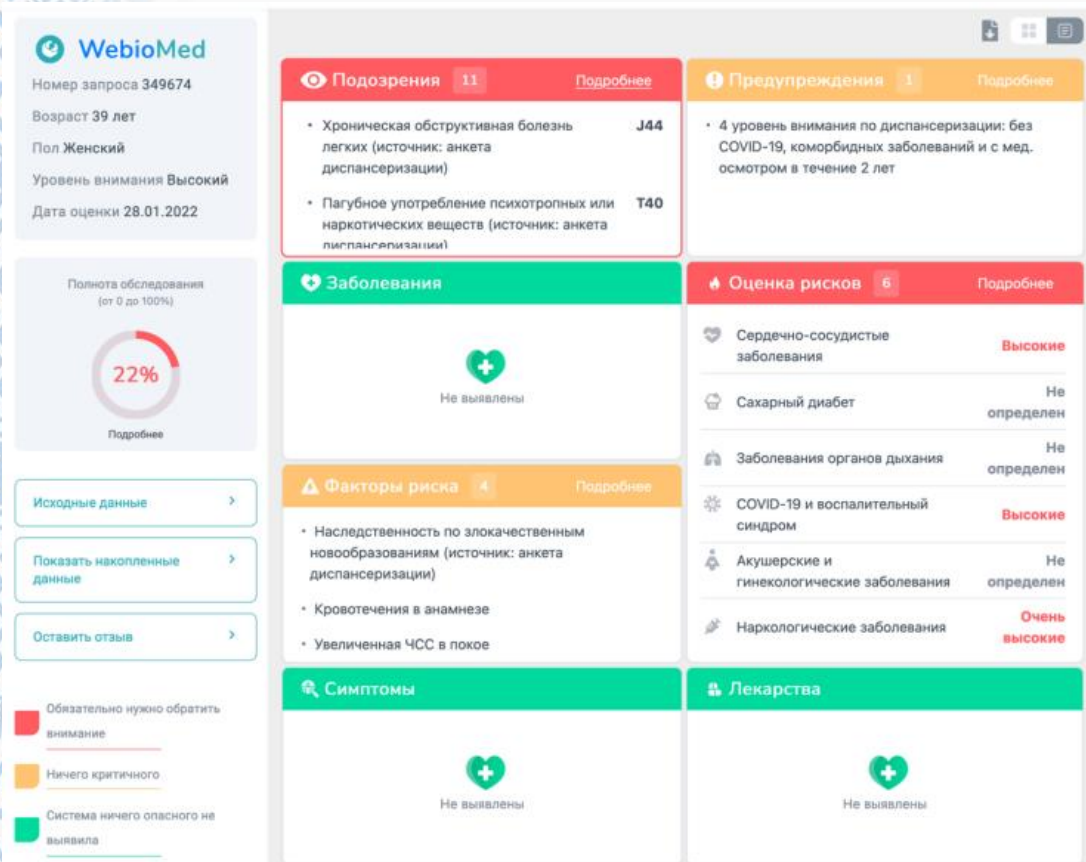 WebioMed
Номер запроса 349674
Возраст 39 лет
Пол Женский
Уровень внимания Высокий
Дата оценки 28.01.2022
Полнота обследования
(от 0 до 100%)
22%
Подробнее
Исходные данные
Показать накопленные
данные
Оставить отзыв
Обязательно нужно обратить
внимание
Ничего критичного
Система ничего опасного не
выявила
Подозрения 11 Подробнее
• Хроническая обструктивная болезнь J44
легких (источник: анкета
диспансеризации)
• Пагубное употребление психотропных или T40
наркотических веществ (источник: анкета
диспансеризации)
Предупреждения 1 Подробнее
• 4 уровень внимания по диспансеризации: без
COVID-19, коморбидных заболеваний и с мед.
осмотром в течение 2 лет
Заболевания
Не выявлены
Оценка рисков 6 Подробнее
Сердечно-сосудистые
заболевания
Высокие
Сахарный диабет
Не
определен
Заболевания органов дыхания
Не
определен
COVID-19 и воспалительный
синдром
Высокие
Акушерские и
гинекологические заболевания
Не
определен
Наркологические заболевания
Очень
высокие
Факторы риска 4 Подробнее
• Наследственность по злокачественным
новообразованиям (источник: анкета
диспансеризации)
• Кровотечения в анамнезе
• Увеличенная ЧСС в покое
Симптомы
Не выявлены
Лекарства
Не выявлены